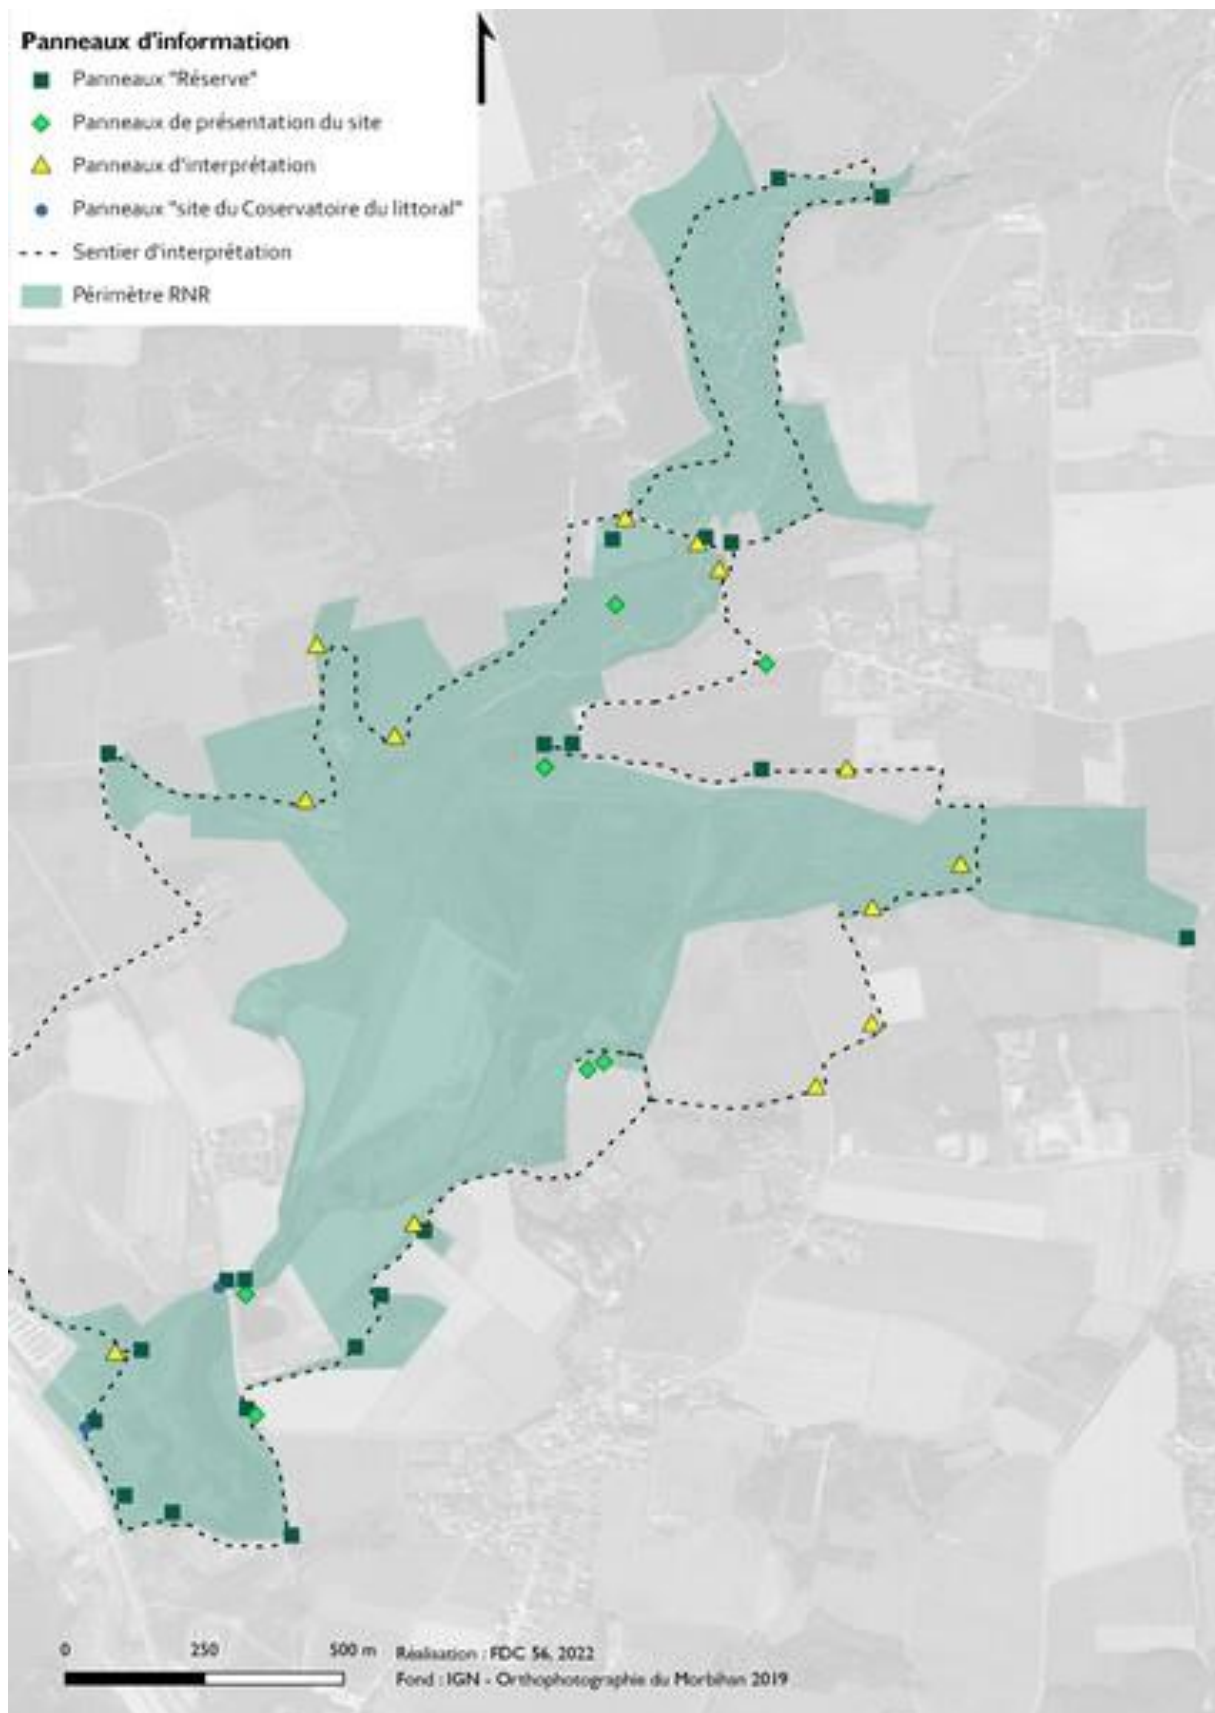 Panneaux d'information
Panneaux "Réserve"
Panneaux de présentation du site
Panneaux d'interprétation
Panneaux "site du Coservatoire du littoral"
Sentier d'interprétation
Périmètre RNR
0 250 500 m
Réalisation : FDC 56, 2022
Fond : IGN - Orthophotographie du Morbihan 2019